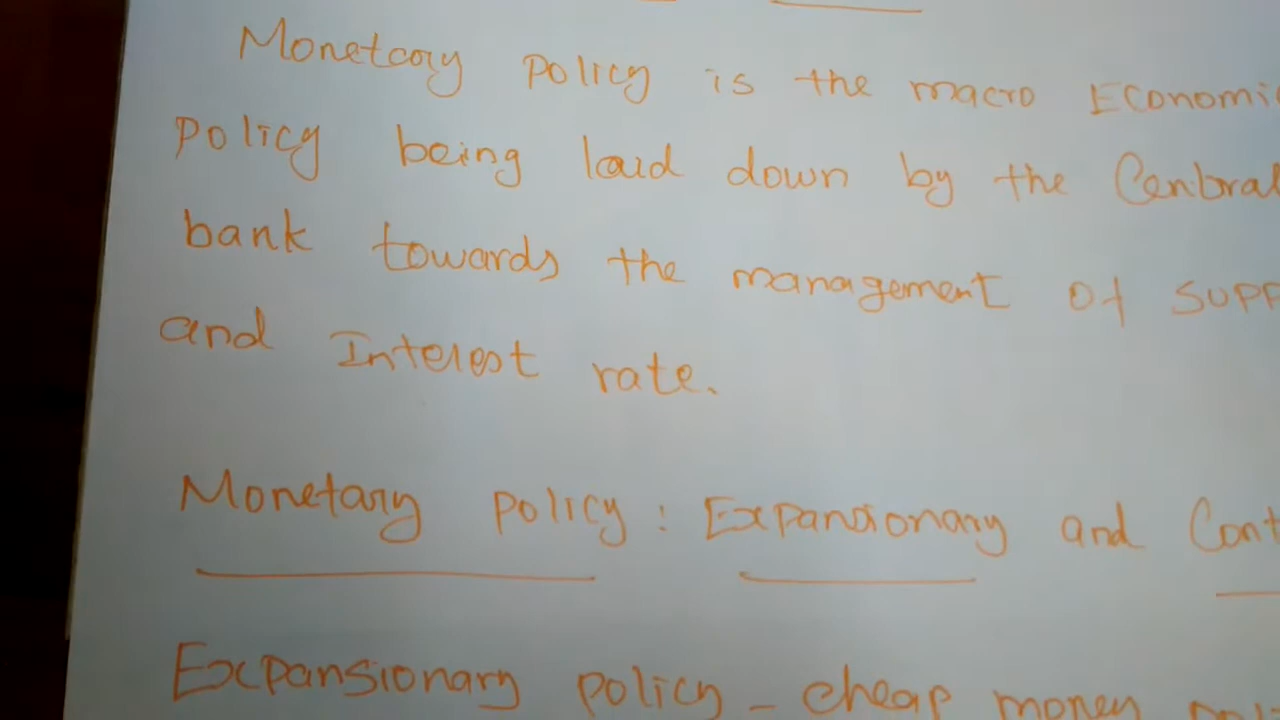 Monetary policy is the macro Economic
policy being laid down by the Central
bank towards the management of supp
and Interest rate.
Monetary policy : Expansionary and Cont
Expansionary policy - cheap money